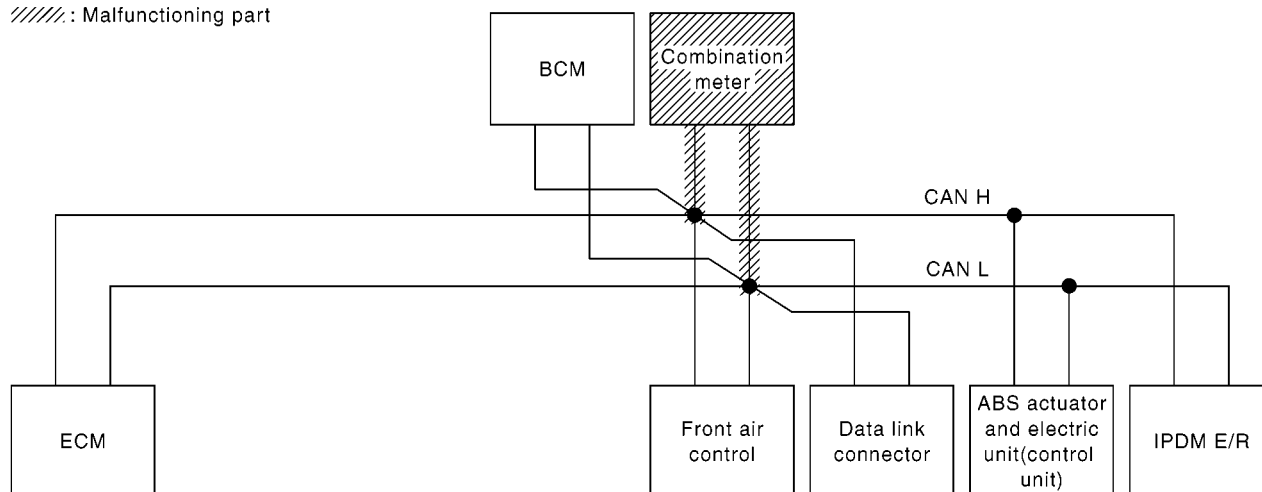 : Malfunctioning part
BCM
Combination
meter
CAN H
CAN L
ECM
Front air
control
Data link
connector
ABS actuator
and electric
unit(control
unit)
IPDM E/R